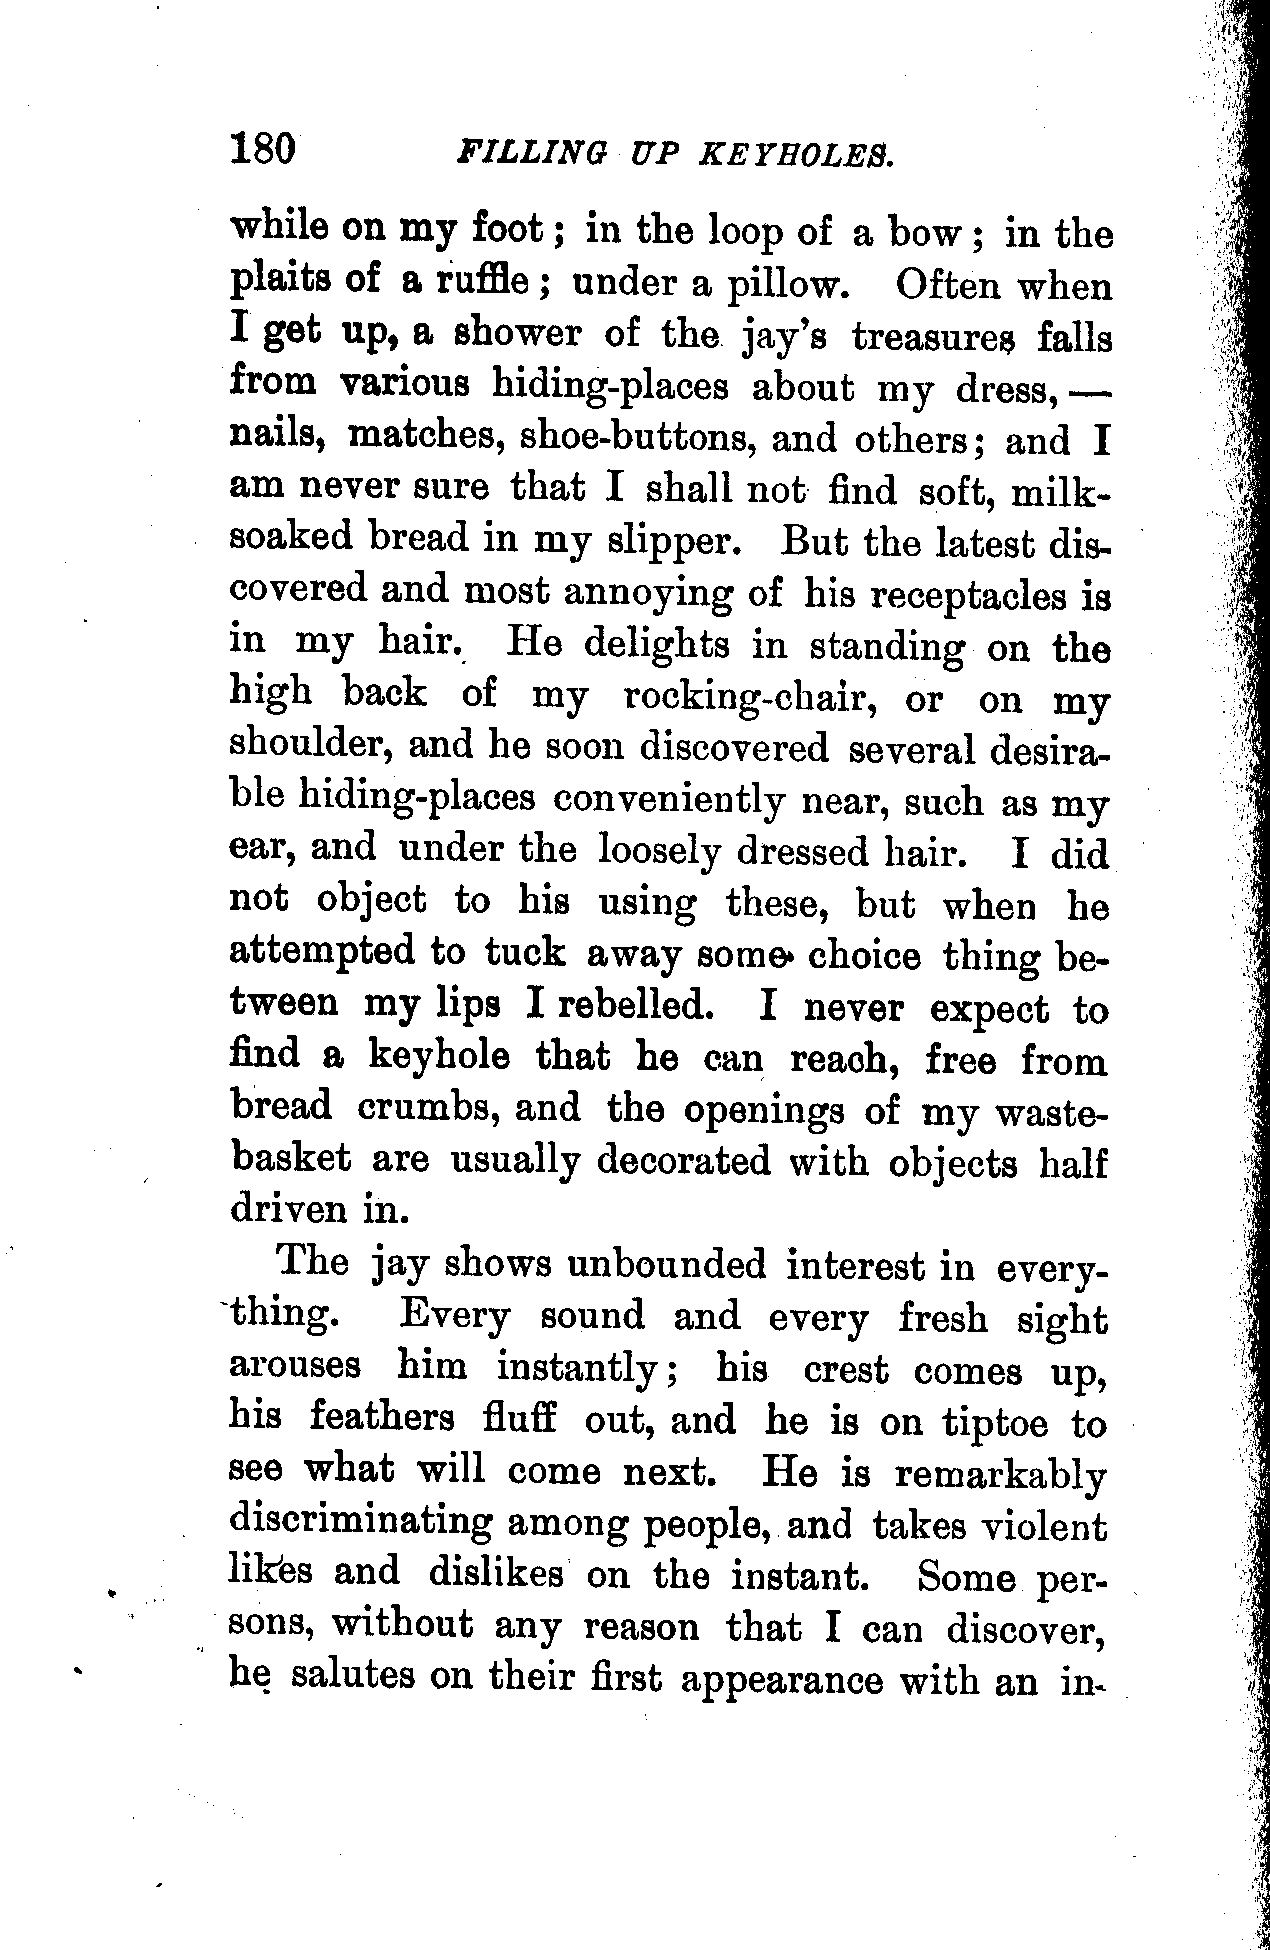 180 FILLING UP KEYHOLES.
while on my foot; in the loop of a bow; in the
plaits of a ruffle; under a pillow. Often when
I get up, a shower of the jay's treasures falls
from various hiding-places about my dress, —
nails, matches, shoe-buttons, and others; and I
am never sure that I shall not find soft, milk-
soaked bread in my slipper. But the latest dis-
covered and most annoying of his receptacles is
in my hair. He delights in standing on the
high back of my rocking-chair, or on my
shoulder, and he soon discovered several desira-
ble hiding-places conveniently near, such as my
ear, and under the loosely dressed hair. I did
not object to his using these, but when he
attempted to tuck away some choice thing be-
tween my lips I rebelled. I never expect to
find a keyhole that he can reach, free from
bread crumbs, and the openings of my waste-
basket are usually decorated with objects half
driven in.
The jay shows unbounded interest in every-
thing. Every sound and every fresh sight
arouses him instantly; his crest comes up,
his feathers fluff out, and he is on tiptoe to
see what will come next. He is remarkably
discriminating among people, and takes violent
likes and dislikes on the instant. Some per-
sons, without any reason that I can discover,
he salutes on their first appearance with an in-